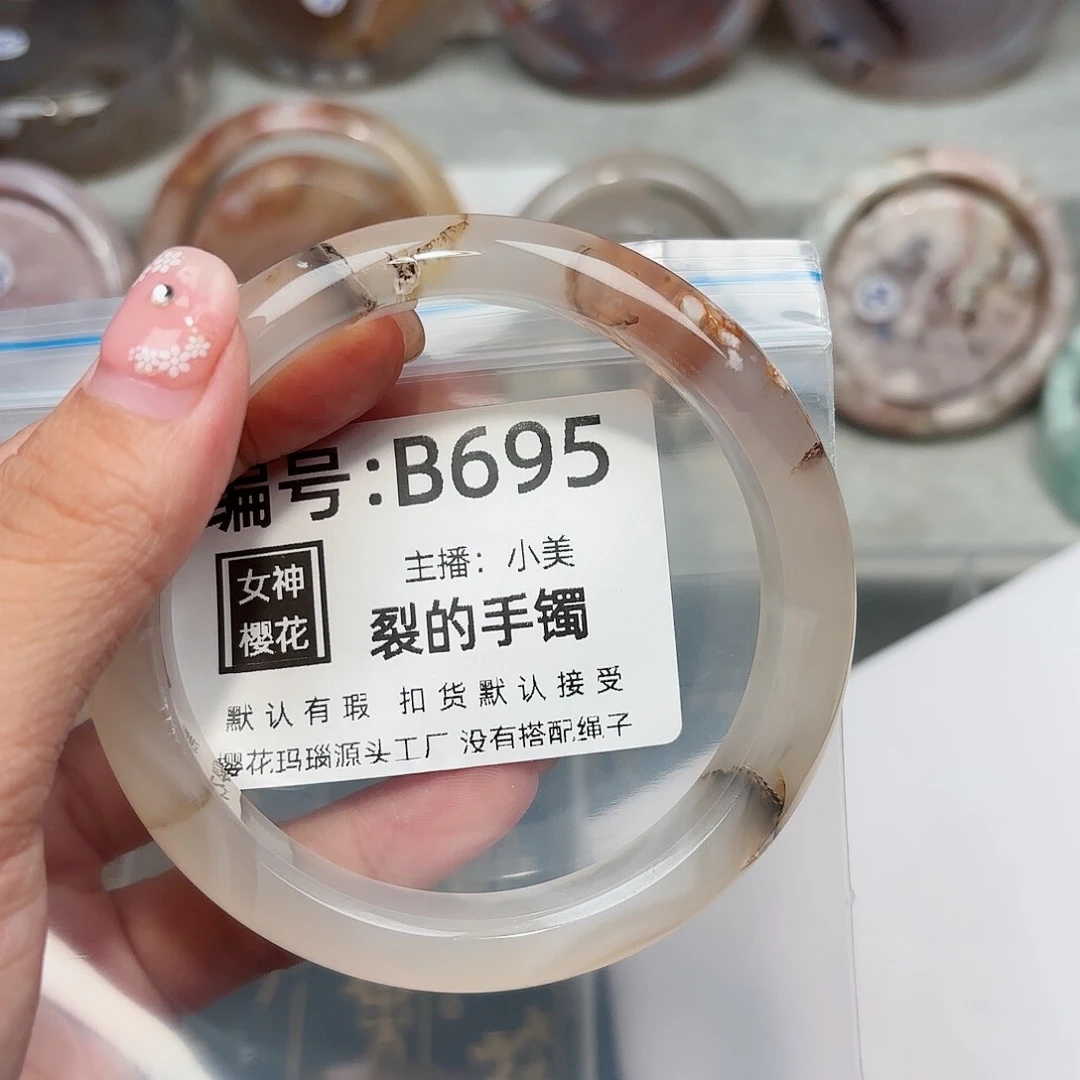 编号:B695
主播：小美
女神
樱花
裂的手镯
默认有瑕 扣货默认接受
樱花玛瑙源头工厂 没有搭配绳子